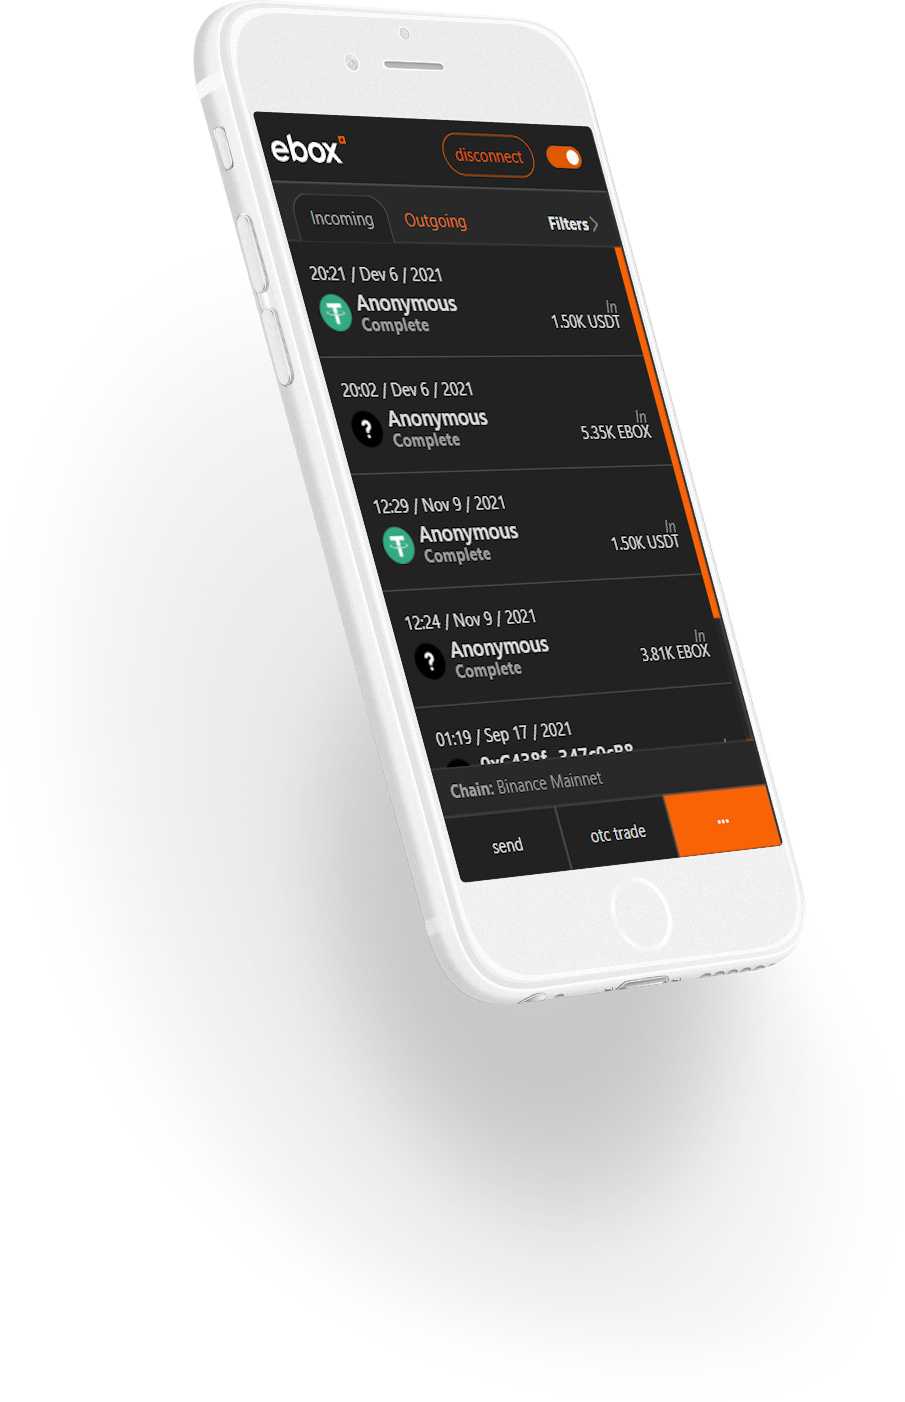 ebox
disconnect
Incoming
Outgoing
Filters
20:21 / Dev 6 / 2021
Anonymous
Complete
In
1.50K USDT
20:02 / Dev 6 / 2021
Anonymous
Complete
In
5.35K EBOX
12:29 / Nov 9 / 2021
Anonymous
Complete
In
1.50K USDT
12:24 / Nov 9 / 2021
Anonymous
Complete
In
3.81K EBOX
01:19 / Sep 17 / 2021
Chain: Binance Mainnet
send
otc trade
...